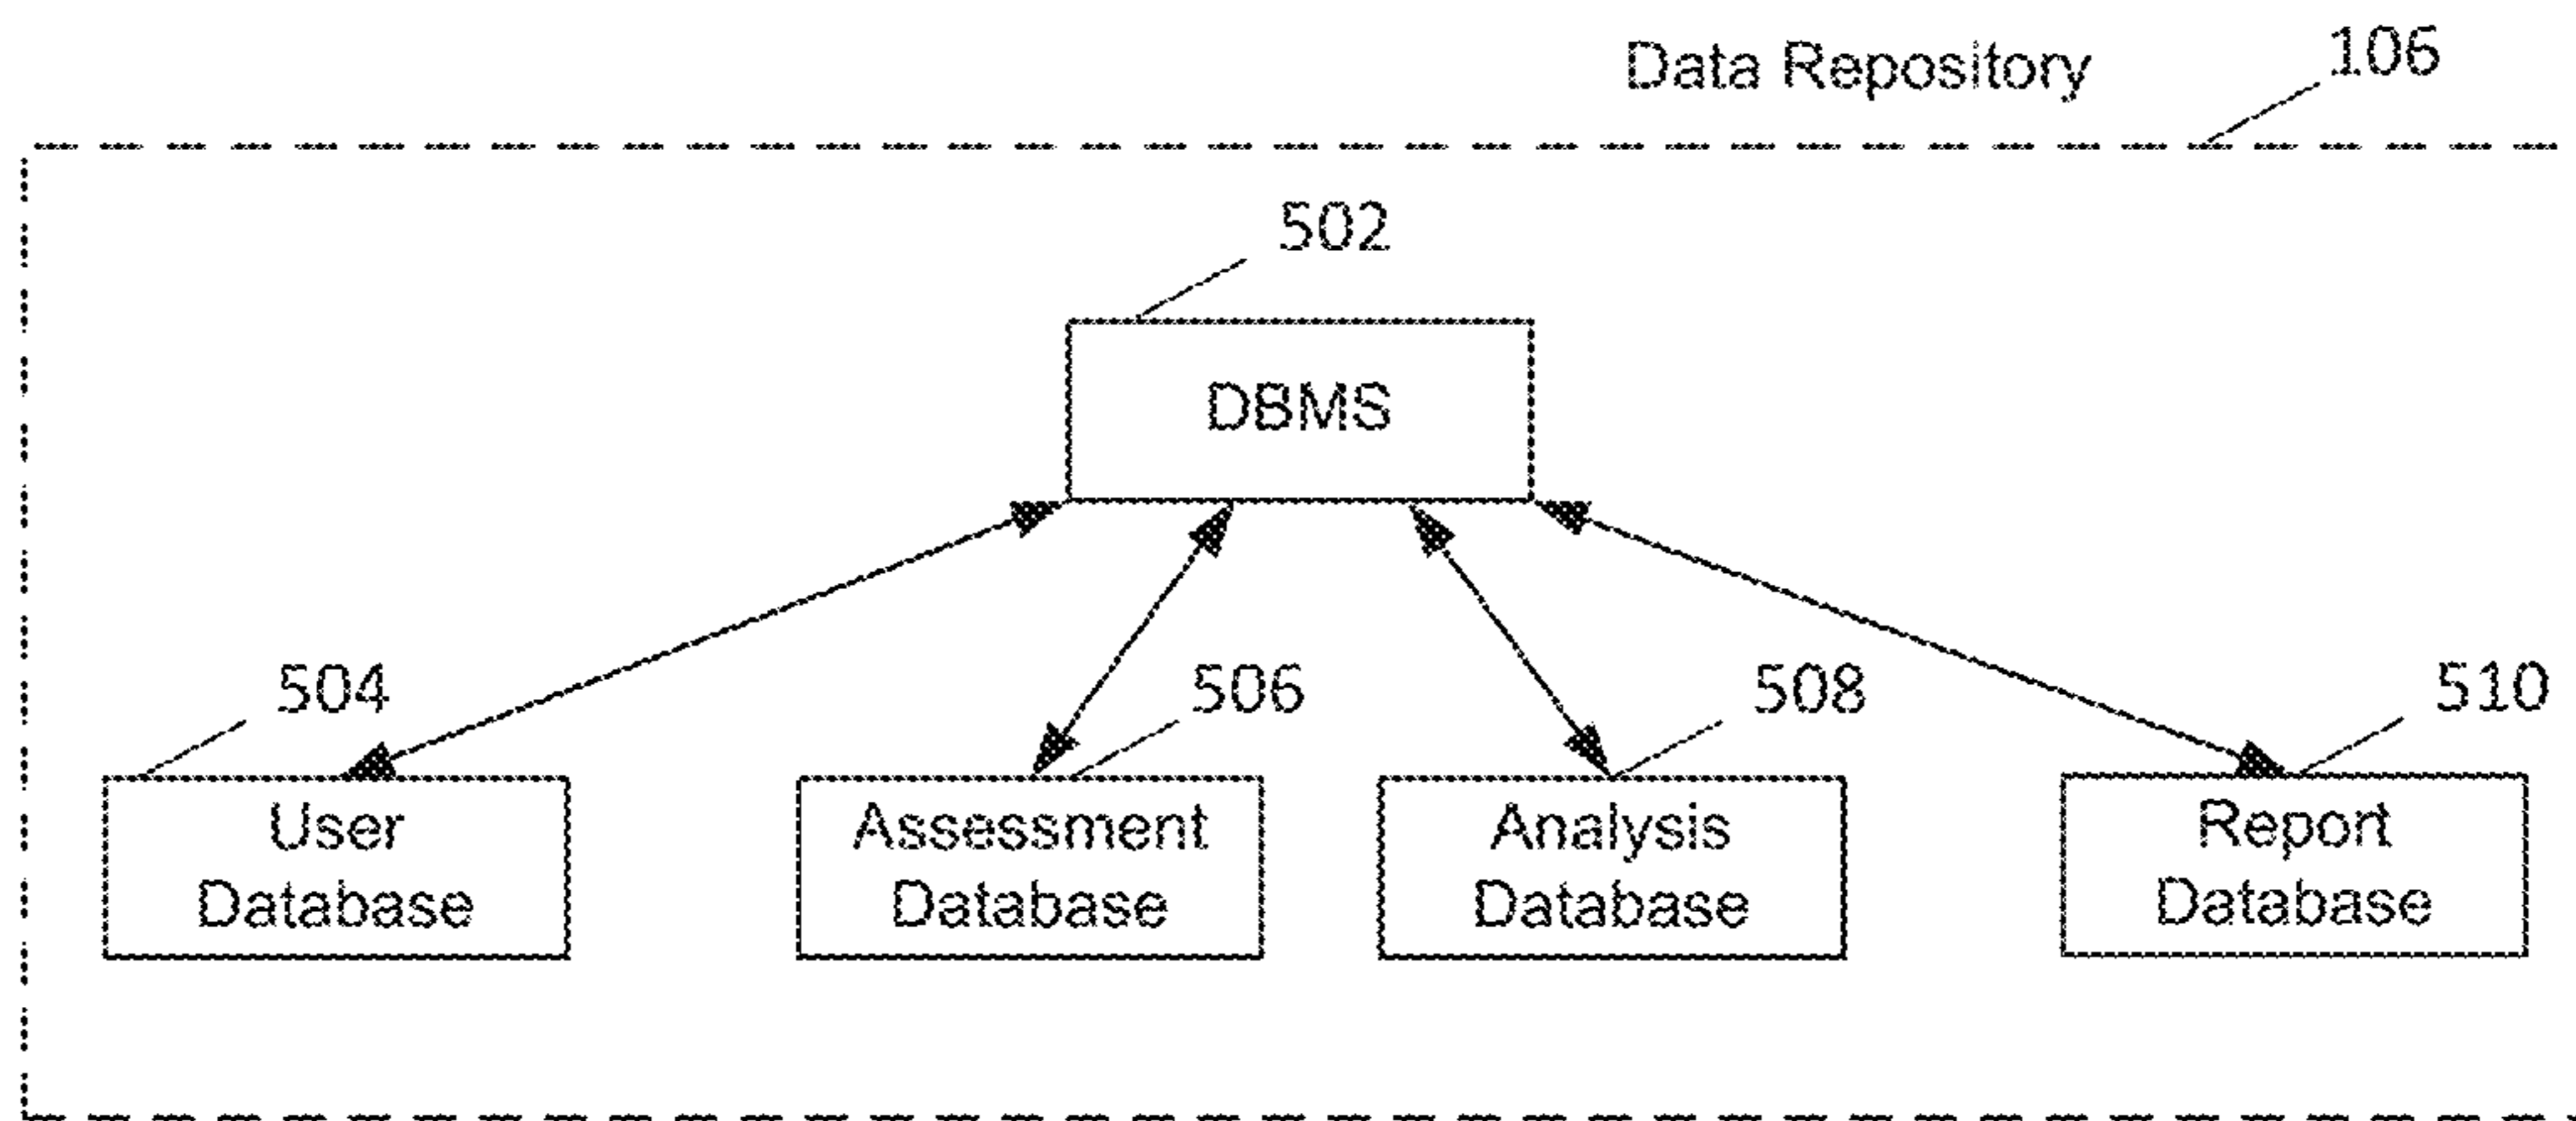 Data Repository
106
502
DBMS
504
506
508
510
User
Database
Assessment
Database
Analysis
Database
Report
Database